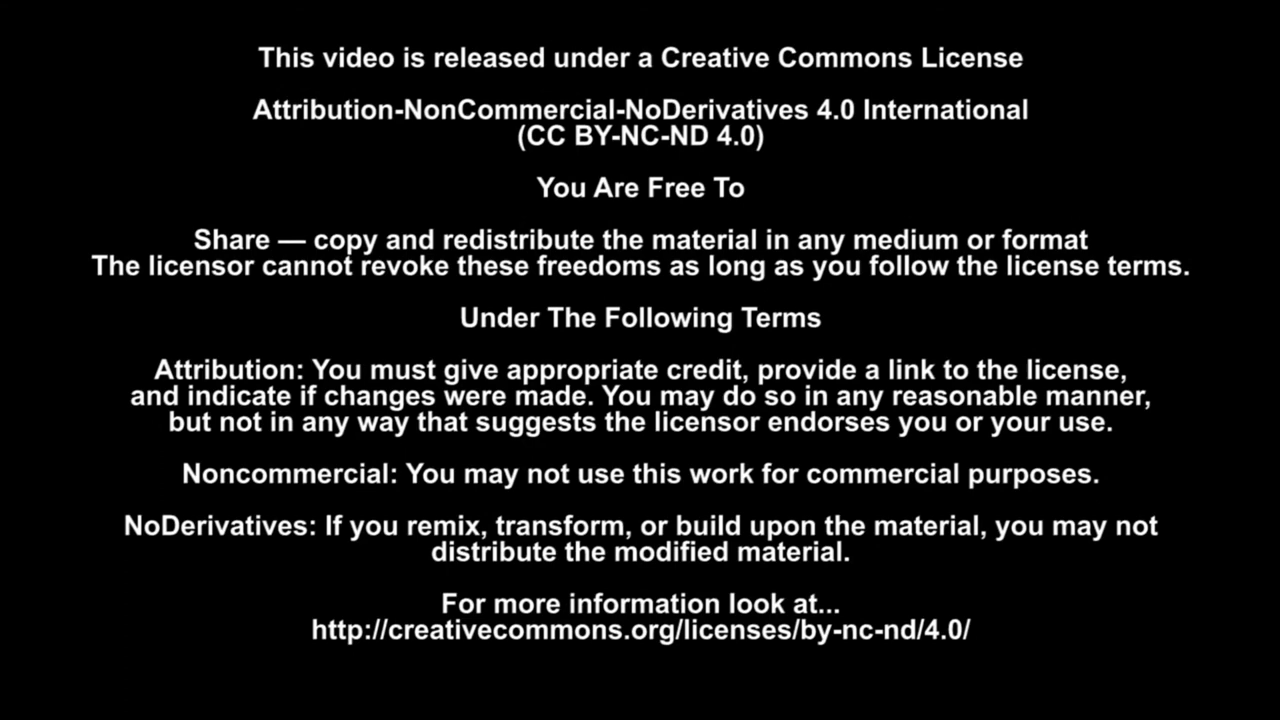 This video is released under a Creative Commons License
Attribution-NonCommercial-NoDerivatives 4.0 International
(CC BY-NC-ND 4.0)
You Are Free To
Share — copy and redistribute the material in any medium or format
The licensor cannot revoke these freedoms as long as you follow the license terms.
Under The Following Terms
Attribution: You must give appropriate credit, provide a link to the license,
and indicate if changes were made. You may do so in any reasonable manner,
but not in any way that suggests the licensor endorses you or your use.
Noncommercial: You may not use this work for commercial purposes.
NoDerivatives: If you remix, transform, or build upon the material, you may not
distribute the modified material.
For more information look at...
http://creativecommons.org/licenses/by-nc-nd/4.0/